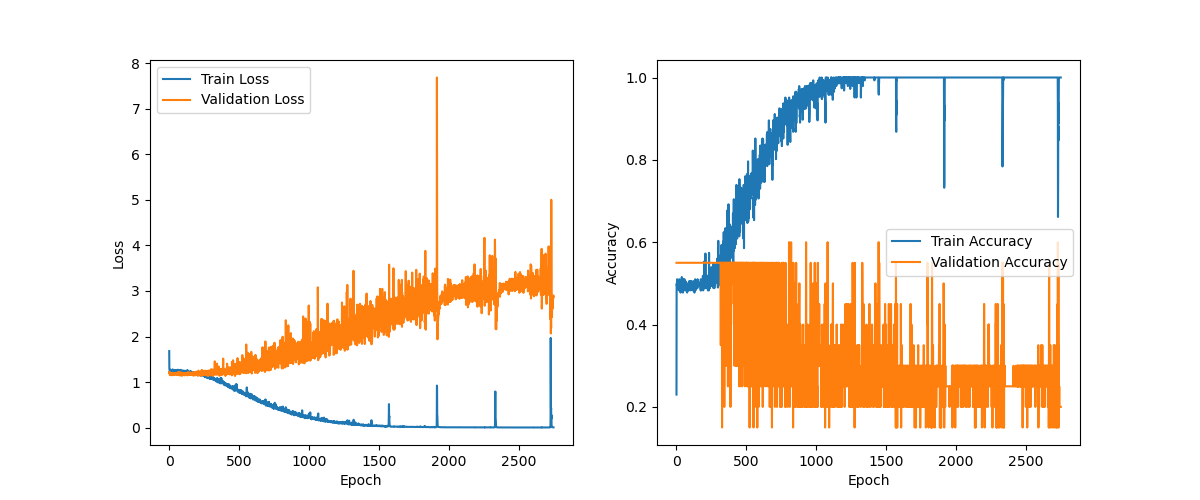 8
7
6
5
4
3
2
1
0
Loss
Train Loss
Validation Loss
0 500 1000 1500 2000 2500
Epoch
1.0
0.8
0.6
0.4
0.2
Accuracy
Train Accuracy
Validation Accuracy
0 500 1000 1500 2000 2500
Epoch